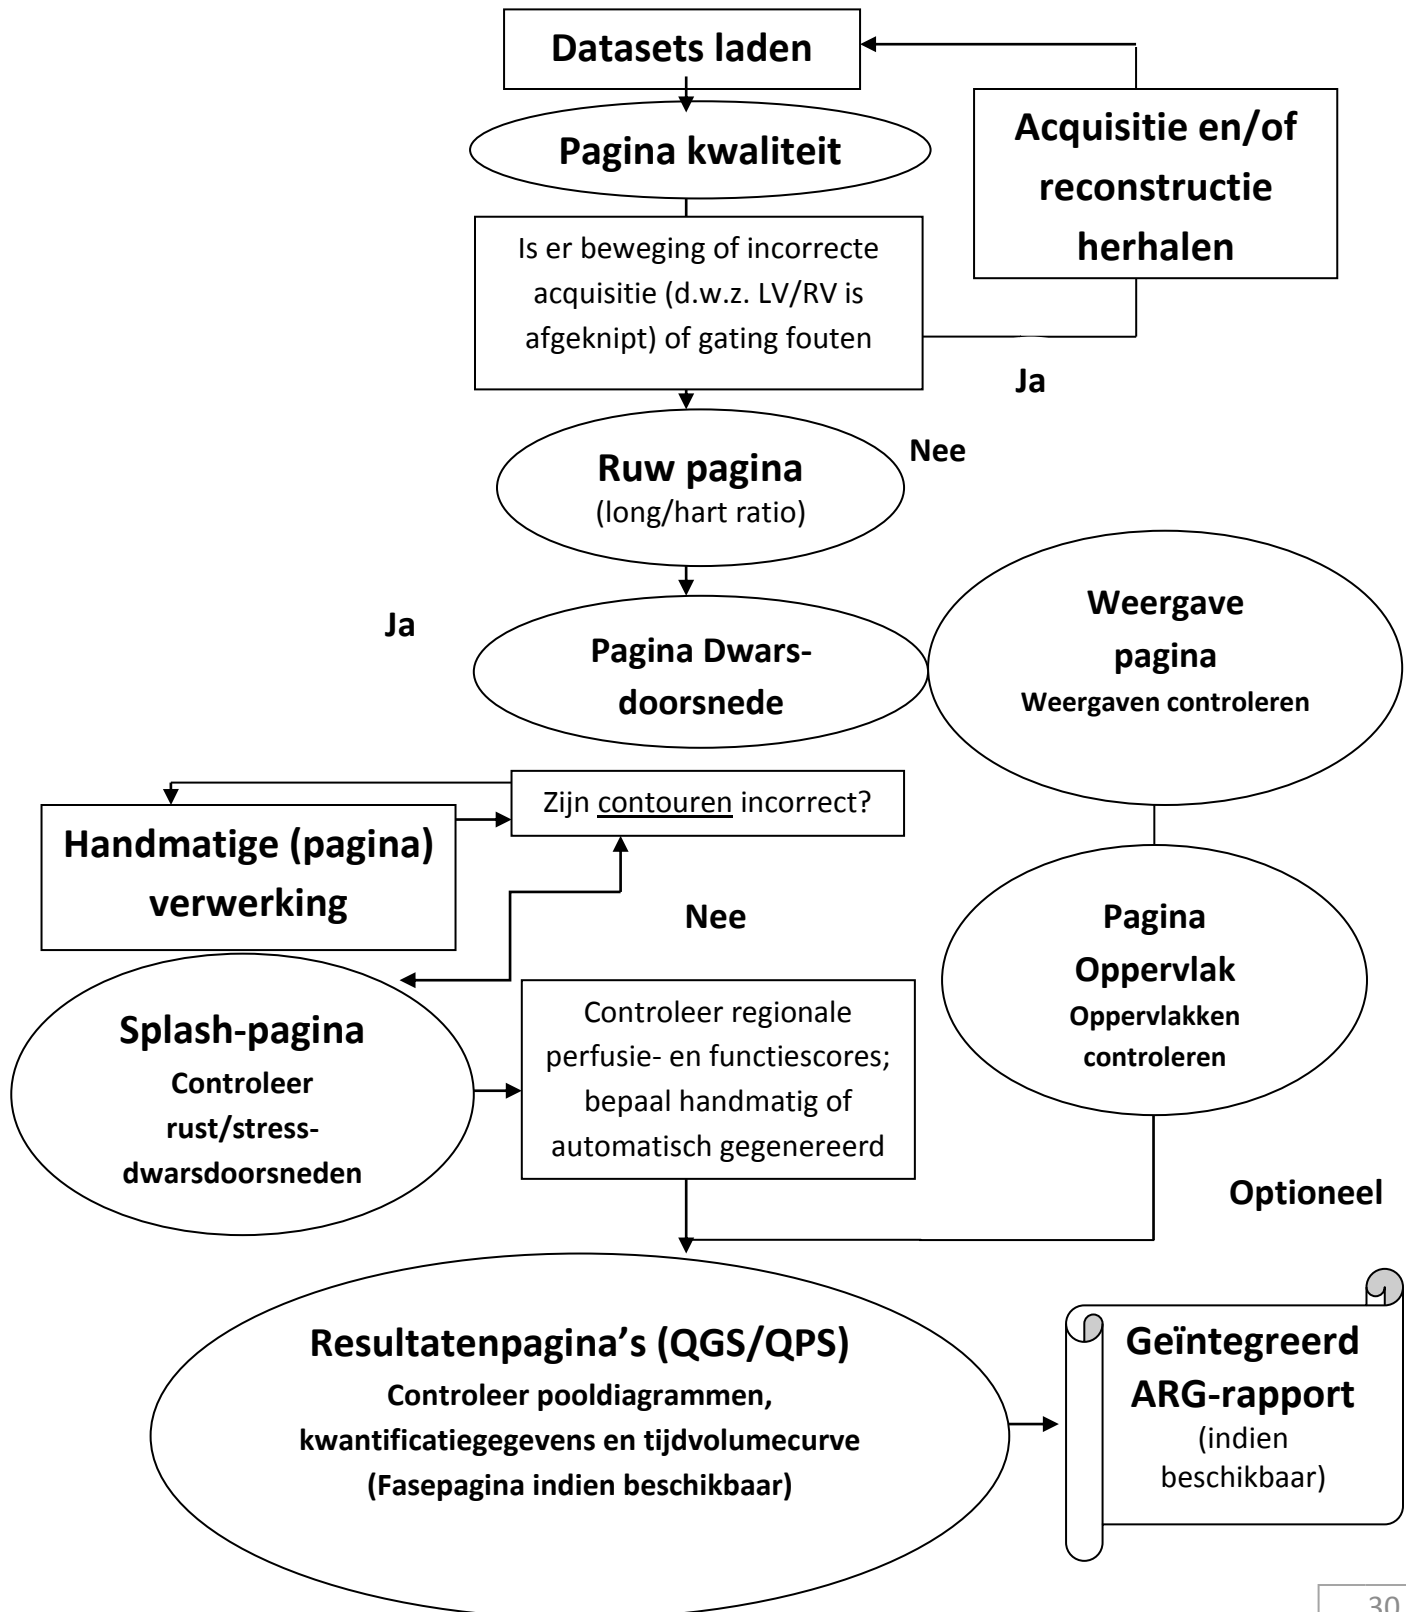 Datasets laden
Pagina kwaliteit
Acquisitie en/of
reconstructie
herhalen
Is er beweging of incorrecte
acquisitie (d.w.z. LV/RV is
afgeknipt) of gating fouten
Ja
Nee
Ruw pagina
(long/hart ratio)
Ja
Pagina Dwars-
doorsnede
Weergave
pagina
Weergaven controleren
Zijn contouren incorrect?
Handmatige (pagina)
verwerking
Nee
Pagina
Oppervlak
Oppervlakken
controleren
Splash-pagina
Controleer
rust/stress-
dwarsdoorsneden
Controleer regionale
perfusie- en functiescores;
bepaal handmatig of
automatisch gegenereerd
Optioneel
Resultatenpagina’s (QGS/QPS)
Controleer pooldiagrammen,
kwantificatiegegevens en tijdvolumecurve
(Fasepagina indien beschikbaar)
Geïntegreerd
ARG-rapport
(indien
beschikbaar)
30